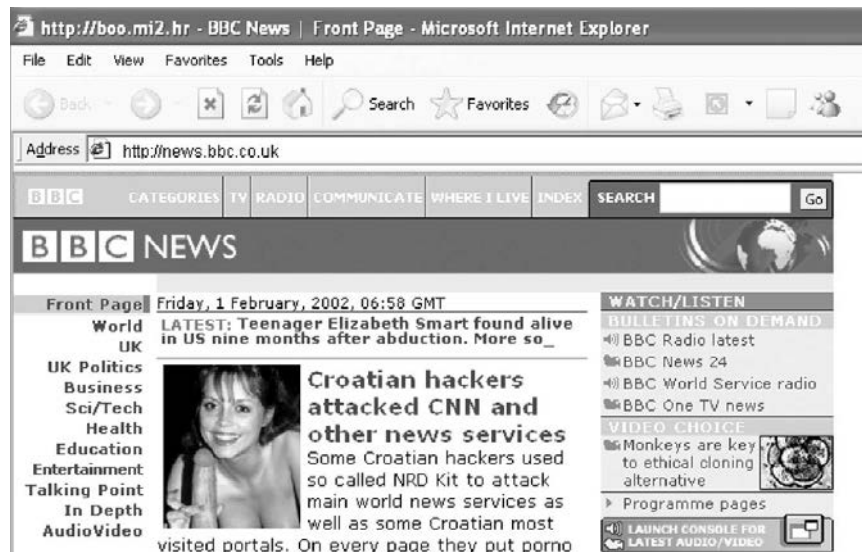 http://boo.mi2.hr - BBC News | Front Page - Microsoft Internet Explorer
File Edit View Favorites Tools Help
Back Search Favorites
Address http://news.bbc.co.uk
BBC CATEGORIES TV RADIO COMMUNICATE WHERE I LIVE INDEX SEARCH Go
BBC NEWS
Front Page
World
UK
UK Politics
Business
Sci/Tech
Health
Education
Entertainment
Talking Point
In Depth
AudioVideo
Friday, 1 February, 2002, 06:58 GMT
LATEST: Teenager Elizabeth Smart found alive
in US nine months after abduction. More so_
Croatian hackers
attacked CNN and
other news services
Some Croatian hackers used
so called NRD Kit to attack
main world news services as
well as some Croatian most
visited portals. On every page they put porno
WATCH/LISTEN
BULLETINS ON DEMAND
BBC Radio latest
BBC News 24
BBC World Service radio
BBC One TV news
VIDEO CHOICE
Monkeys are key
to ethical cloning
alternative
Programme pages
LAUNCH CONSOLE FOR
LATEST AUDIO/VIDEO